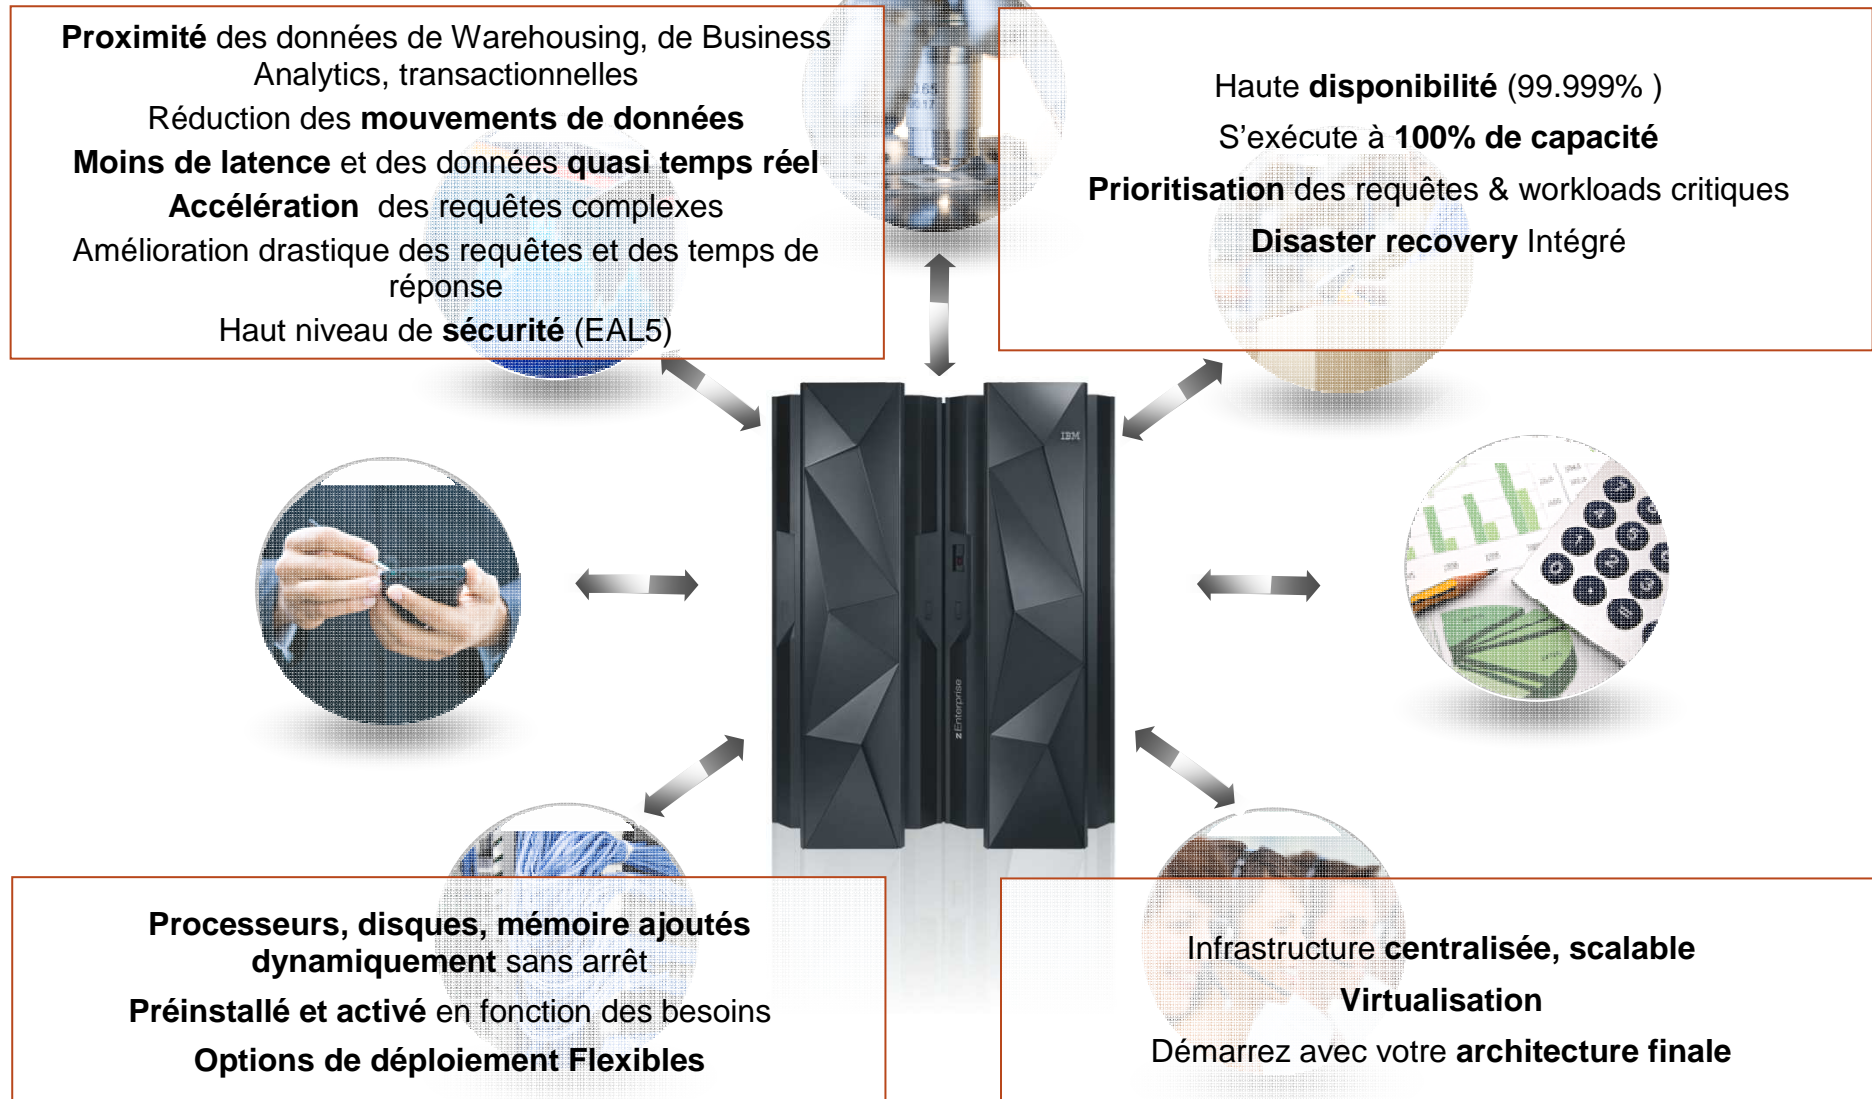 Proximité des données de Warehousing, de Business
Analytics, transactionnelles
Réduction des mouvements de données
Moins de latence et des données quasi temps réel
Accélération des requêtes complexes
Amélioration drastique des requêtes et des temps de
réponse
Haut niveau de sécurité (EAL5)
Haute disponibilité (99.999% )
S'exécute à 100% de capacité
Prioritisation des requêtes & workloads critiques
Disaster recovery Intégré
IBM
zEnterprise
Processeurs, disques, mémoire ajoutés
dynamiquement sans arrêt
Préinstallé et activé en fonction des besoins
Options de déploiement Flexibles
Infrastructure centralisée, scalable
Virtualisation
Démarrez avec votre architecture finale